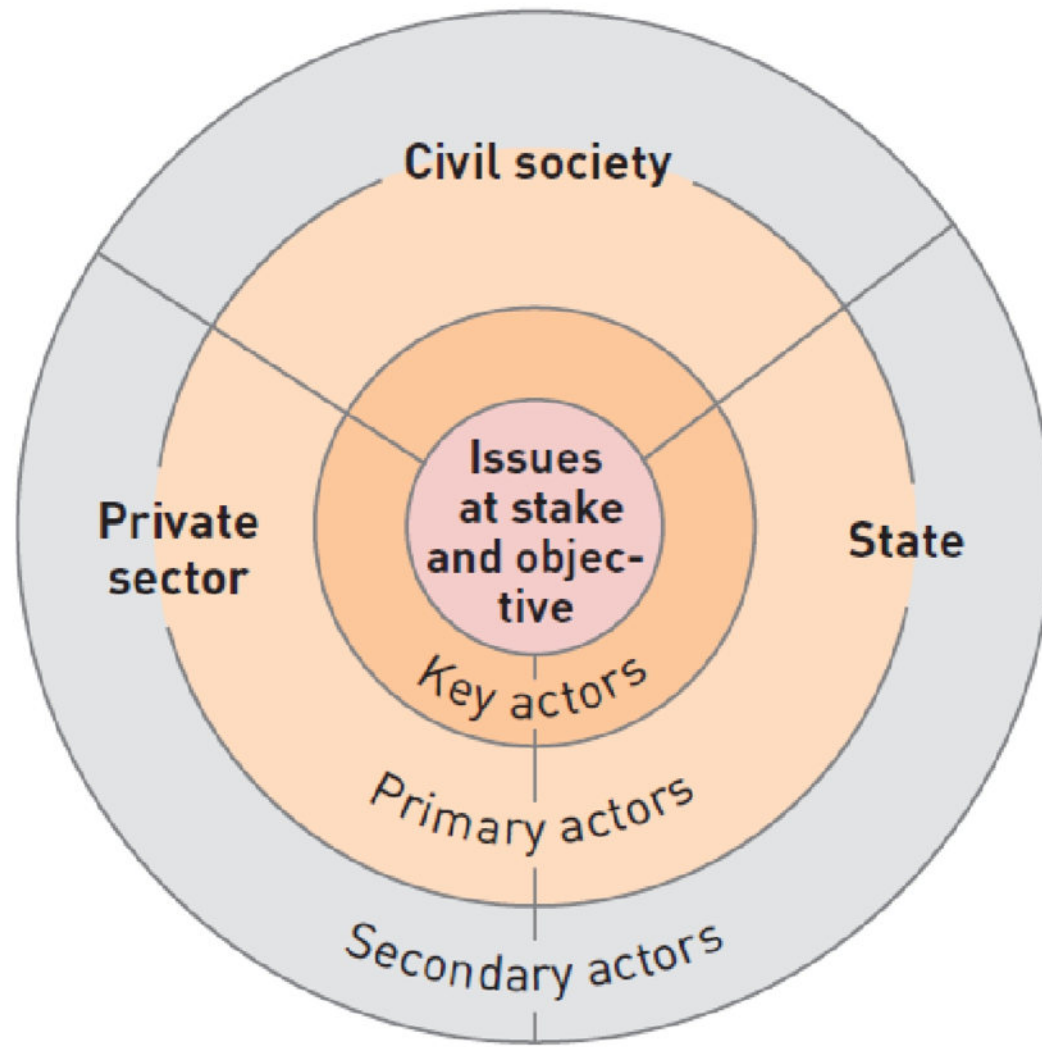 Civil society
Issues
at stake
and objec-
tive
Private
sector
State
Key actors
Primary actors
Secondary actors